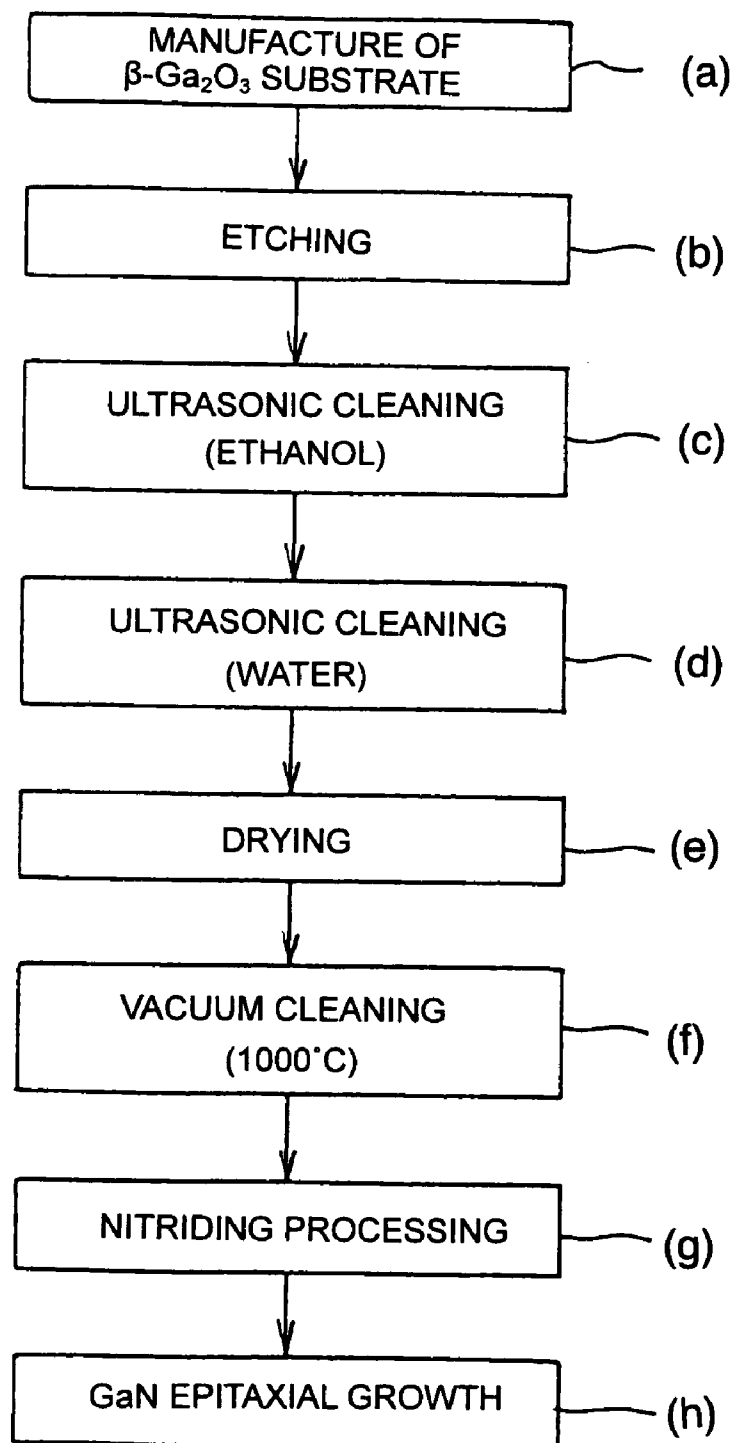 MANUFACTURE OF
β-Ga₂O₃ SUBSTRATE
(a)
ETCHING
(b)
ULTRASONIC CLEANING
(ETHANOL)
(c)
ULTRASONIC CLEANING
(WATER)
(d)
DRYING
(e)
VACUUM CLEANING
(1000°C)
(f)
NITRIDING PROCESSING
(g)
GaN EPITAXIAL GROWTH
(h)